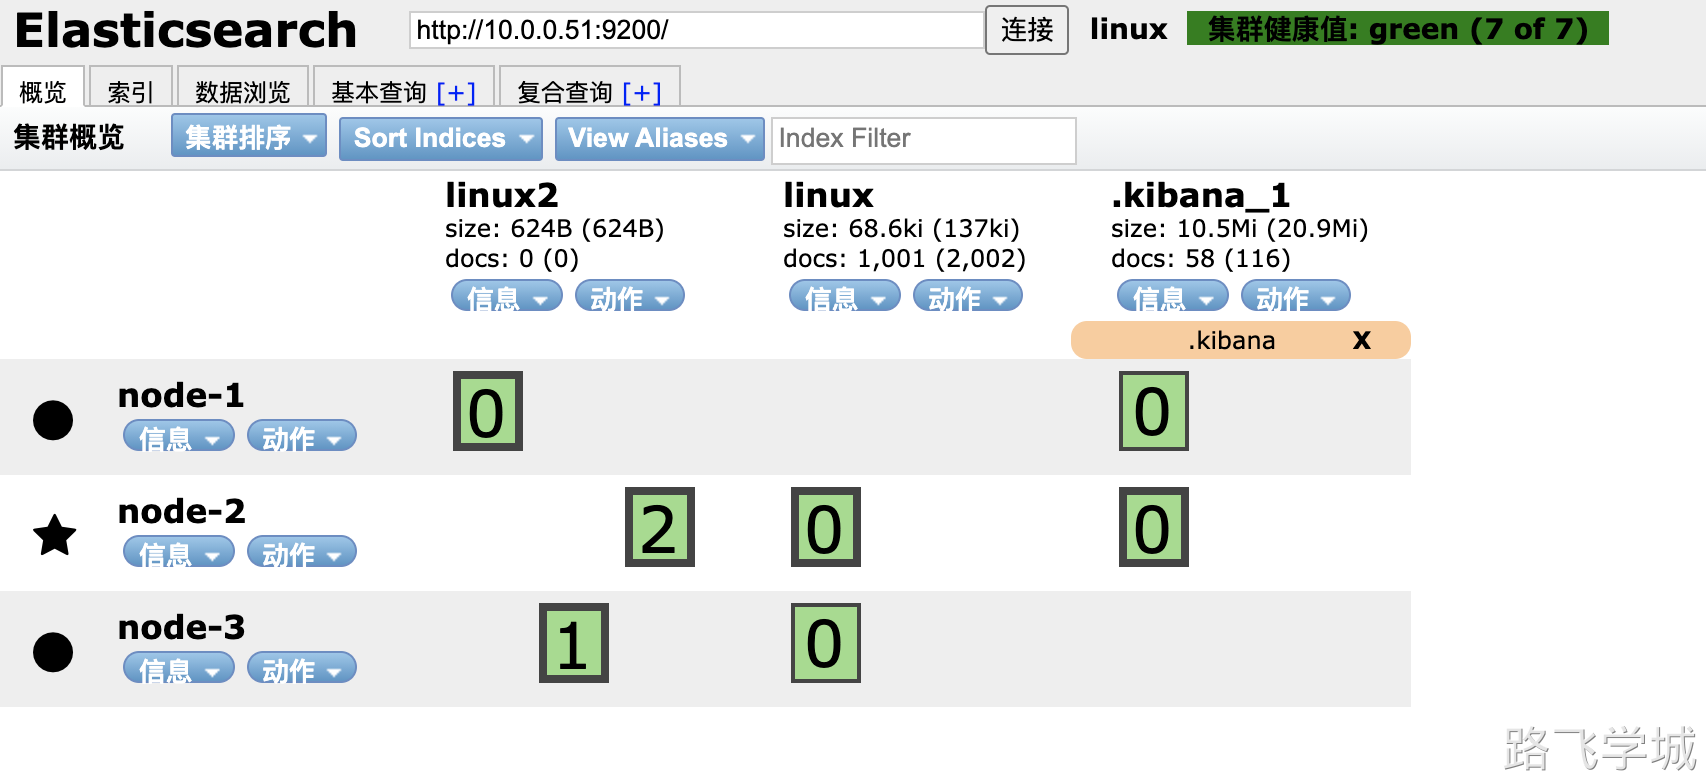 Elasticsearch http://10.0.0.51:9200/ 连接 linux 集群健康值: green (7 of 7)
概览 索引 数据浏览 基本查询 [+] 复合查询 [+]
集群概览 集群排序 Sort Indices View Aliases Index Filter
linux2 linux .kibana_1
size: 624B (624B) size: 68.6ki (137ki) size: 10.5Mi (20.9Mi)
docs: 0 (0) docs: 1,001 (2,002) docs: 58 (116)
信息 动作 信息 动作 信息 动作
.kibana X
node-1 0 0
信息 动作
node-2 2 0 0
信息 动作
node-3 1 0
信息 动作
路飞学城